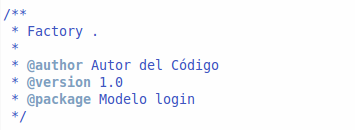 /**
 * Factory .
 *
 * @author Autor del Código
 * @version 1.0
 * @package Modelo login
 */